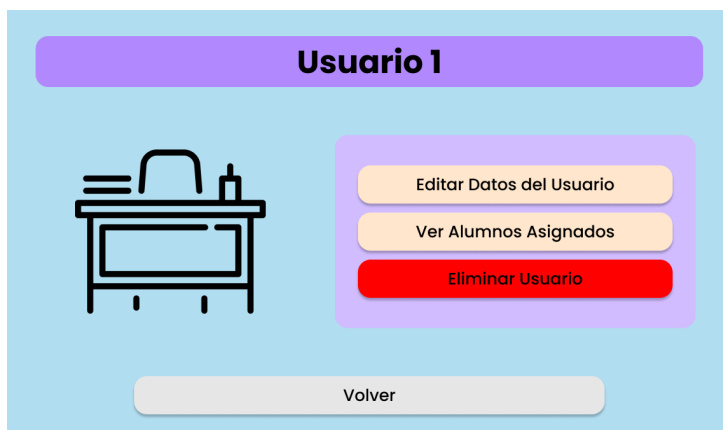 Usuario 1
Editar Datos del Usuario
Ver Alumnos Asignados
Eliminar Usuario
Volver